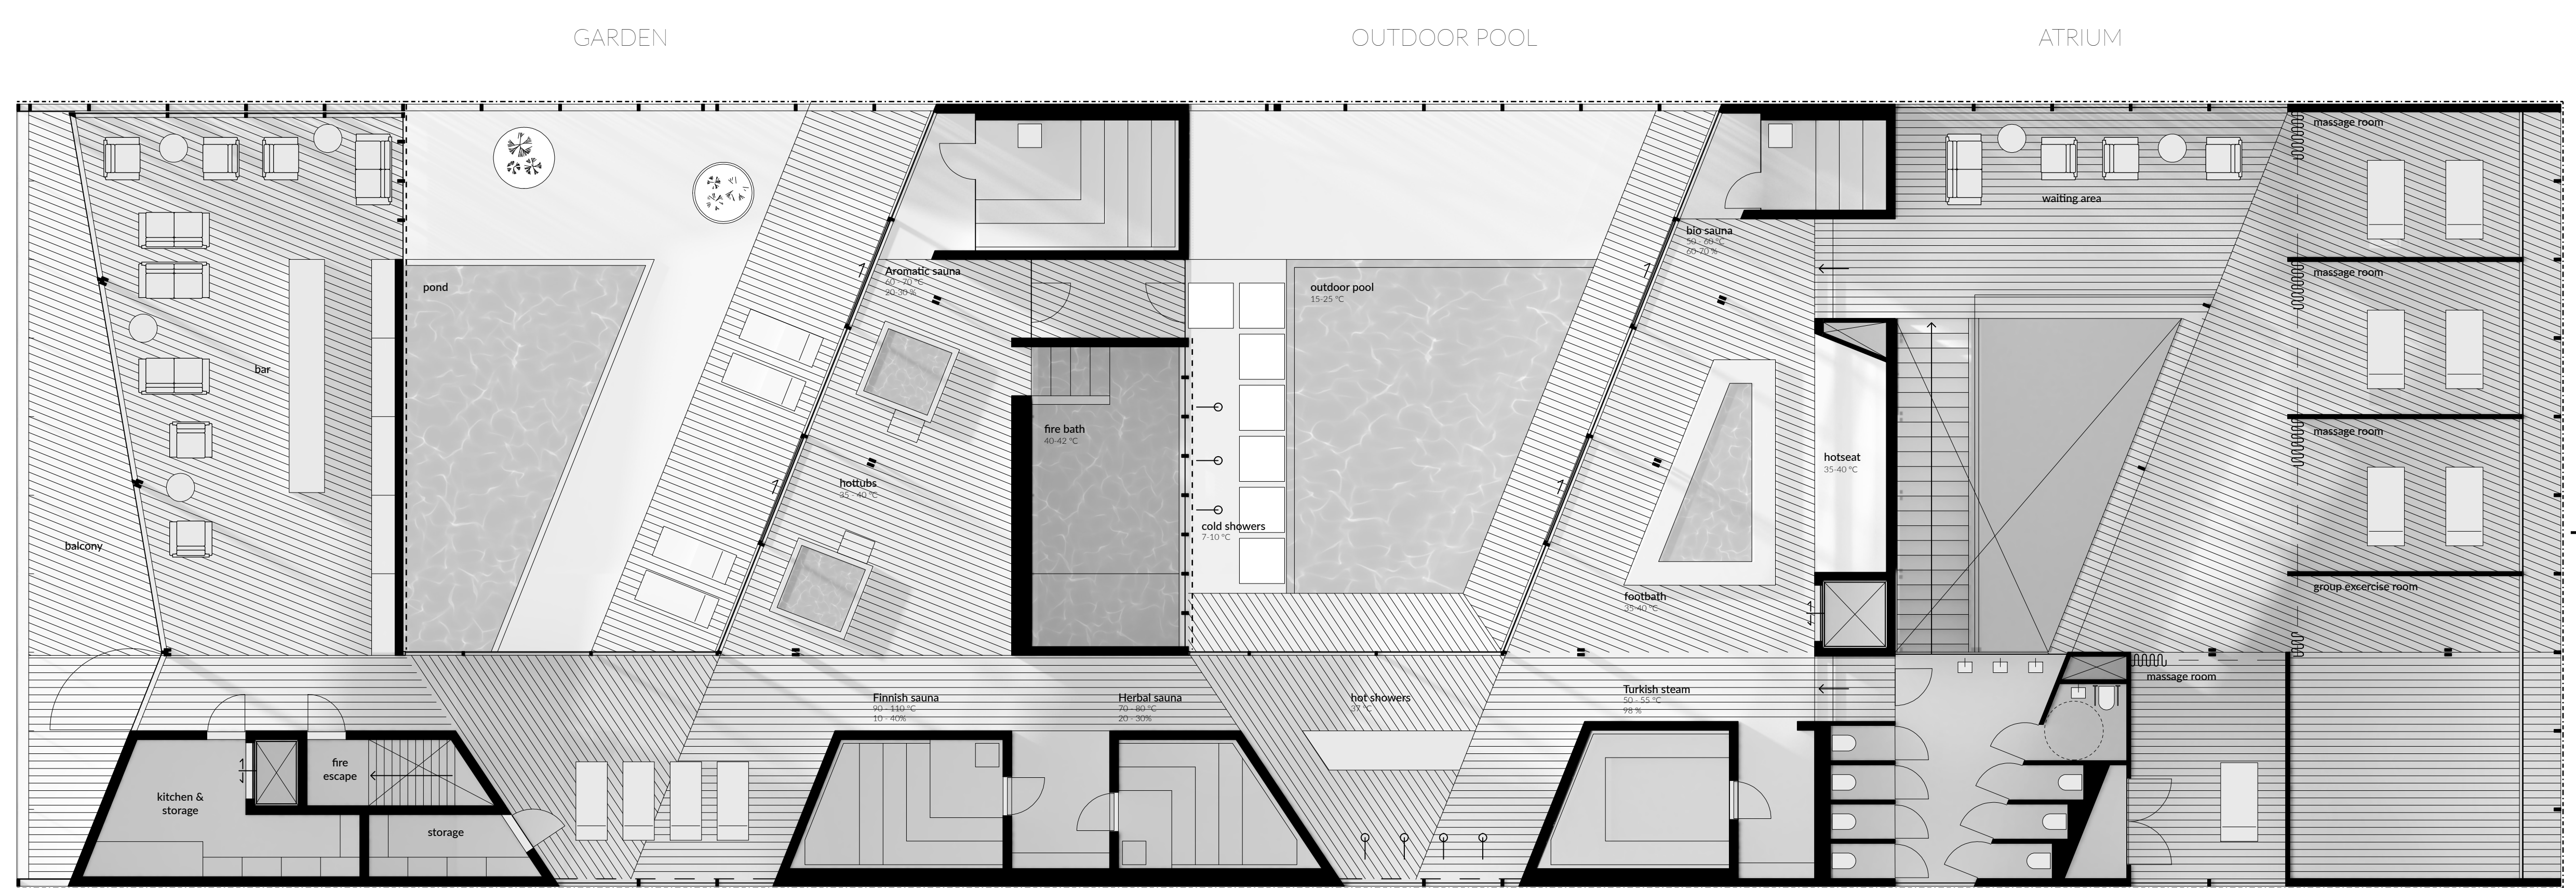 GARDEN
OUTDOOR POOL
ATRIUM
massage room
waiting area
bio sauna
50 - 60 °C
60-70 %
Aromatic sauna
60 - 70 °C
20-30 %
massage room
pond
outdoor pool
15-25 °C
bar
fire bath
40-42 °C
massage room
hotseat
35-40 °C
hottubs
35 - 40 °C
cold showers
7-10 °C
balcony
group excercise room
footbath
35-40 °C
massage room
Finnish sauna
90 - 110 °C
10 - 40%
Herbal sauna
70 - 80 °C
20 - 30%
hot showers
37 °C
Turkish steam
50 - 55 °C
98 %
fire
escape
kitchen &
storage
storage